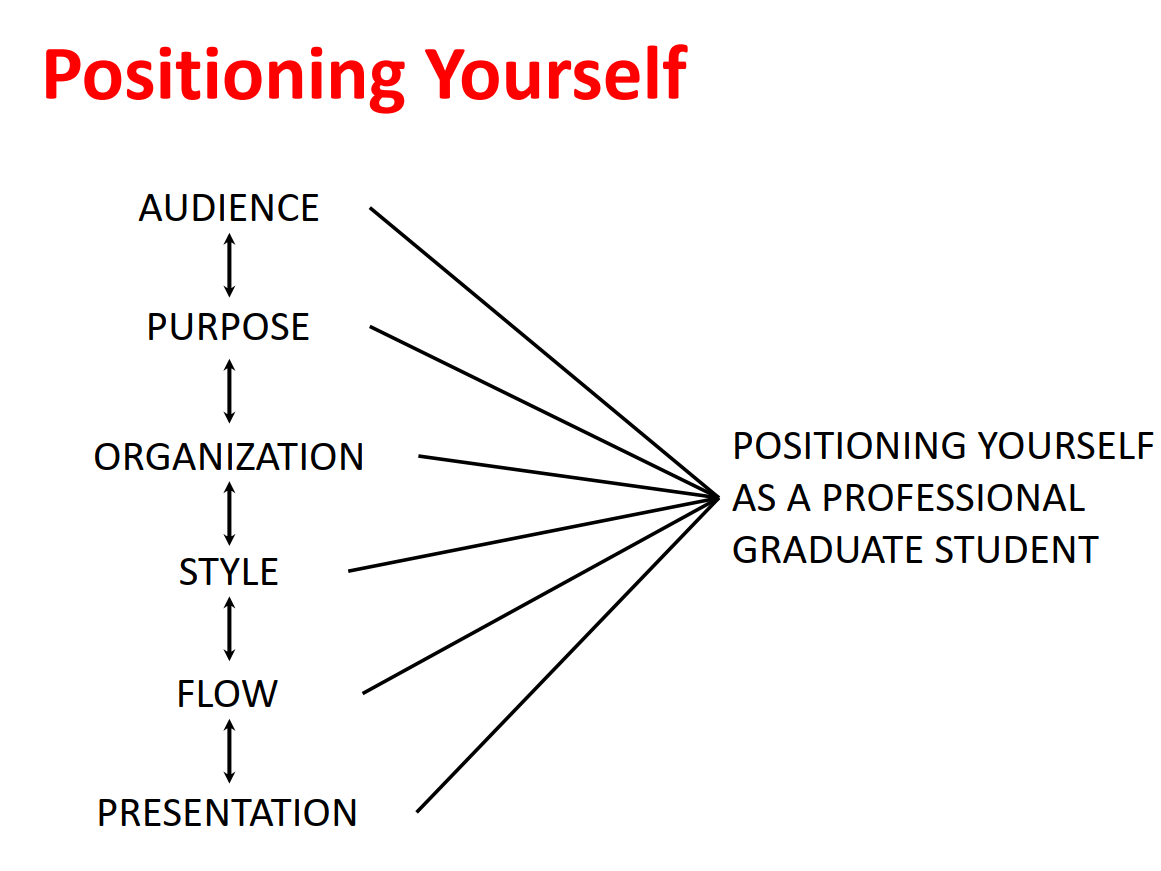 Positioning Yourself
AUDIENCE
PURPOSE
ORGANIZATION
STYLE
FLOW
PRESENTATION
POSITIONING YOURSELF
AS A PROFESSIONAL
GRADUATE STUDENT